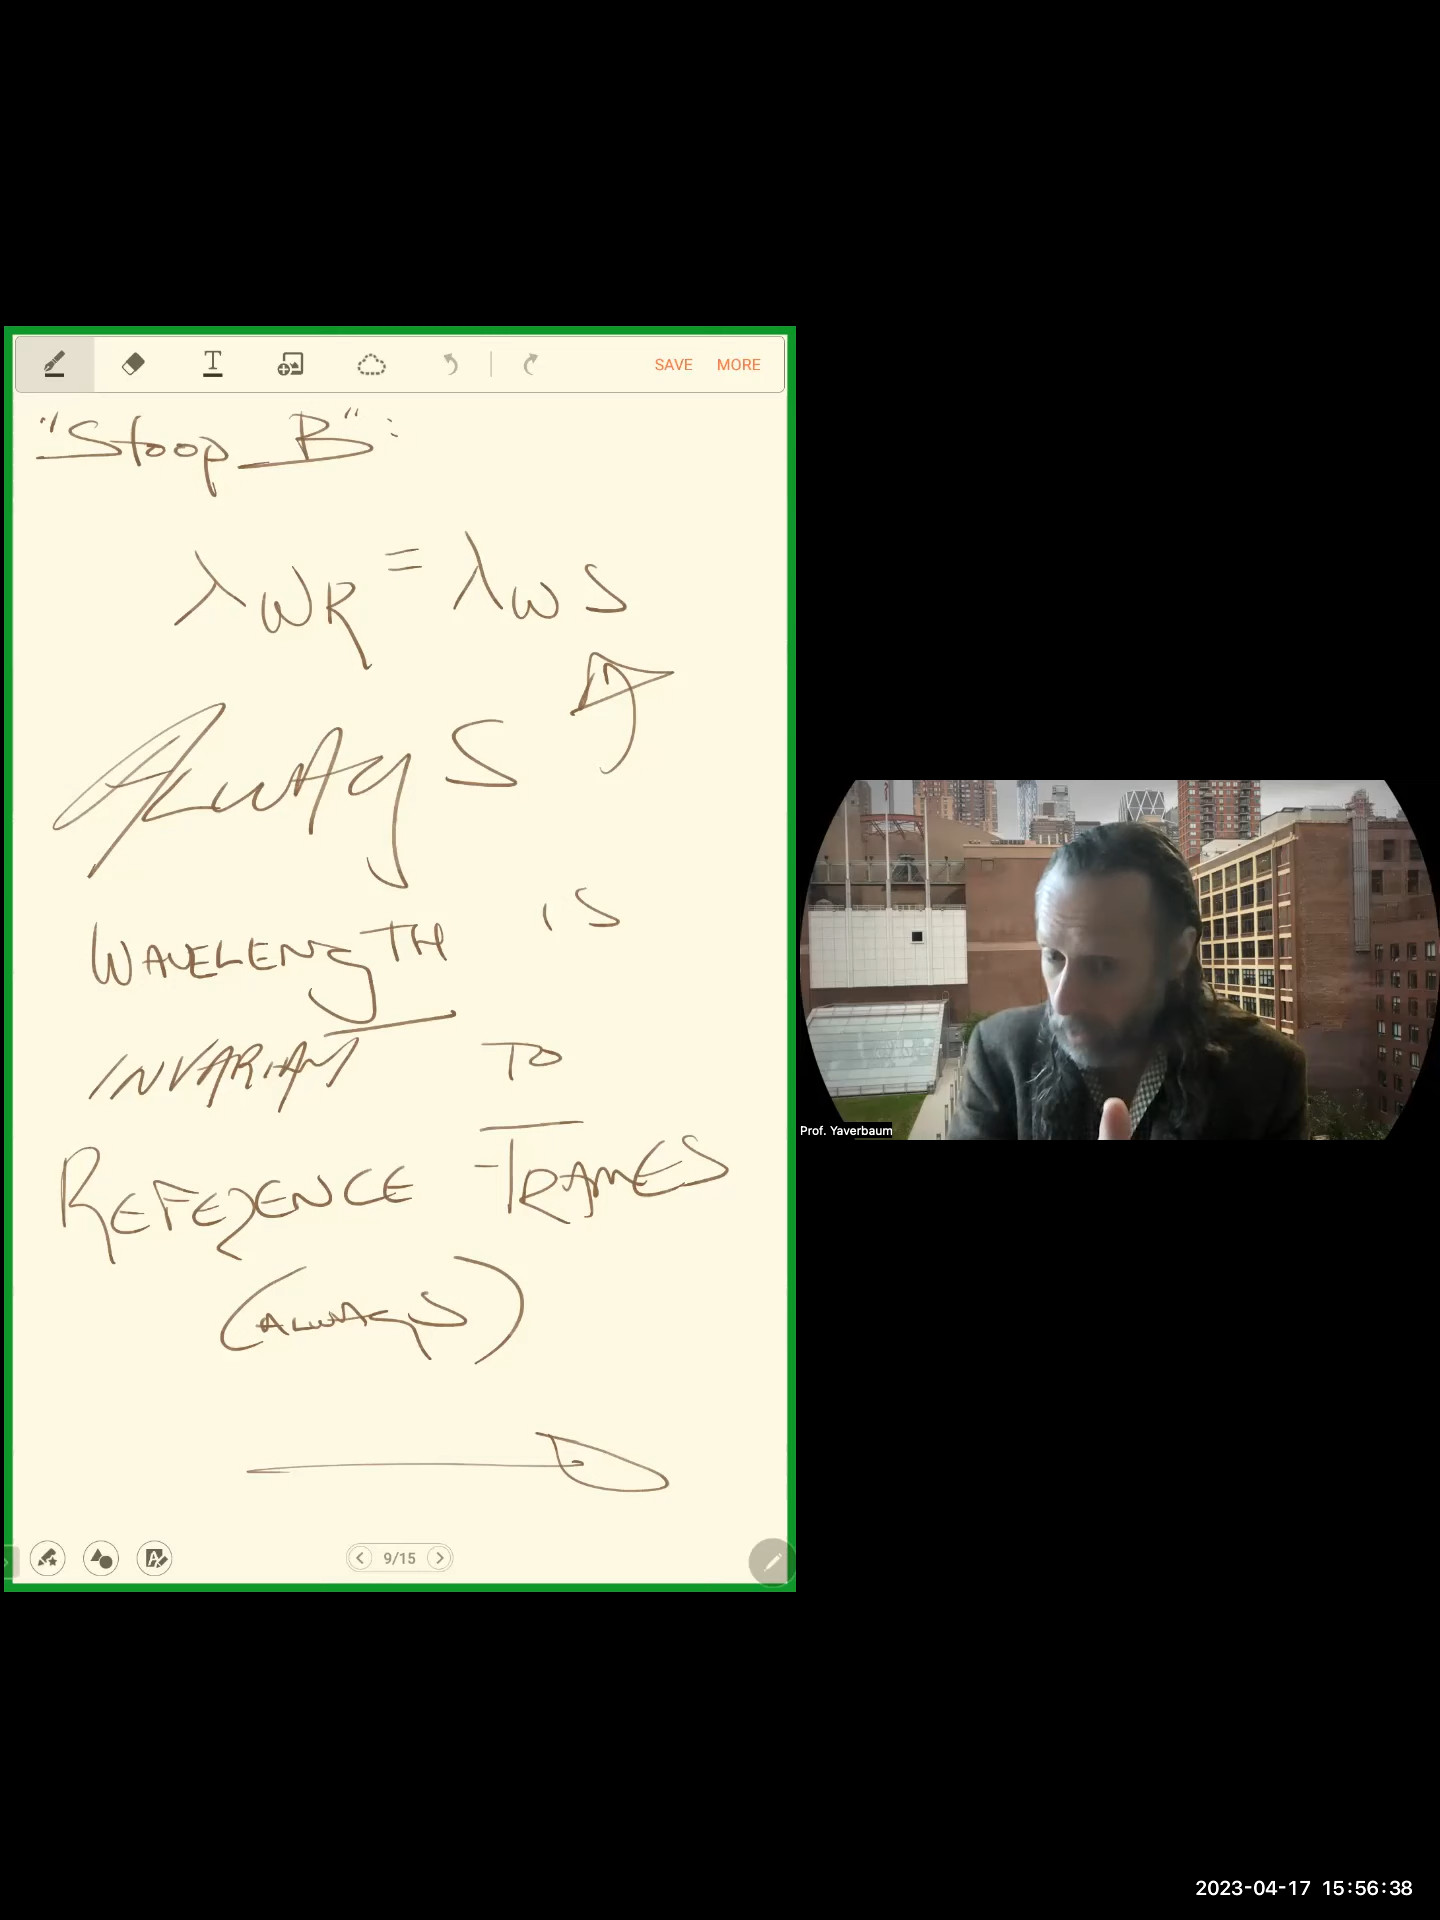 SAVE MORE
"Stoop B":
λWR = λWS
ALWAYS
WAVELENGTH IS
INVARIANT TO
REFERENCE FRAMES
(ALWAYS)
9/15
Prof. Yaverbaum
2023-04-17 15:56:38